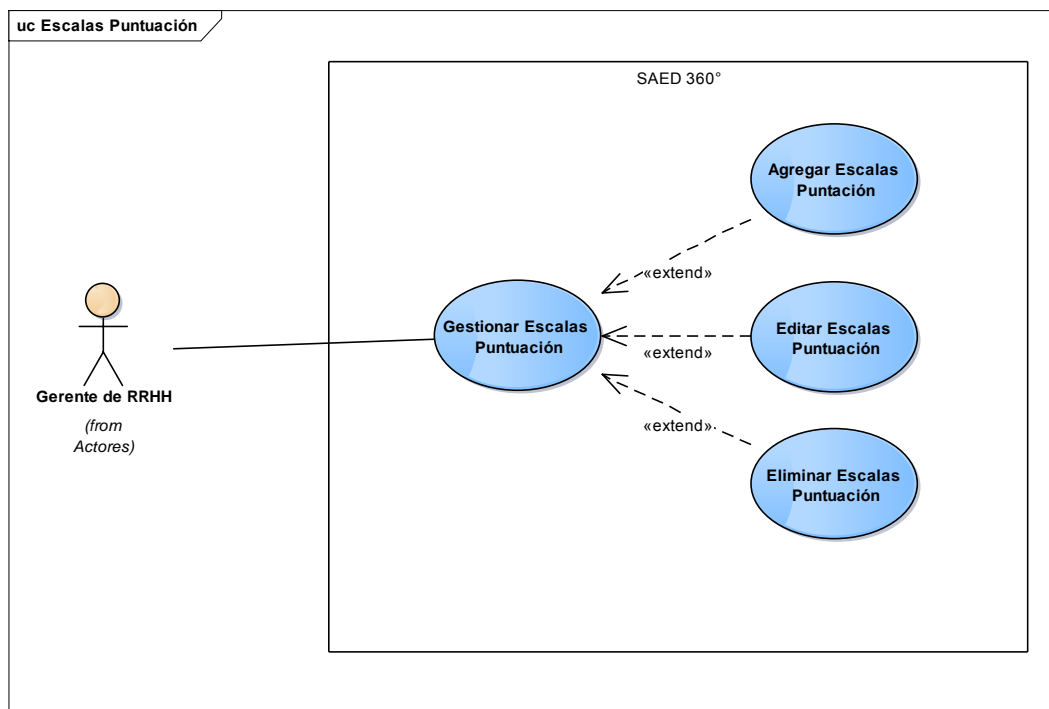 uc Escalas Puntuación
SAED 360°
Agregar Escalas
Puntación
«extend»
Gestionar Escalas
Puntuación
Editar Escalas
Puntuación
«extend»
Gerente de RRHH
(from
Actores)
«extend»
Eliminar Escalas
Puntuación